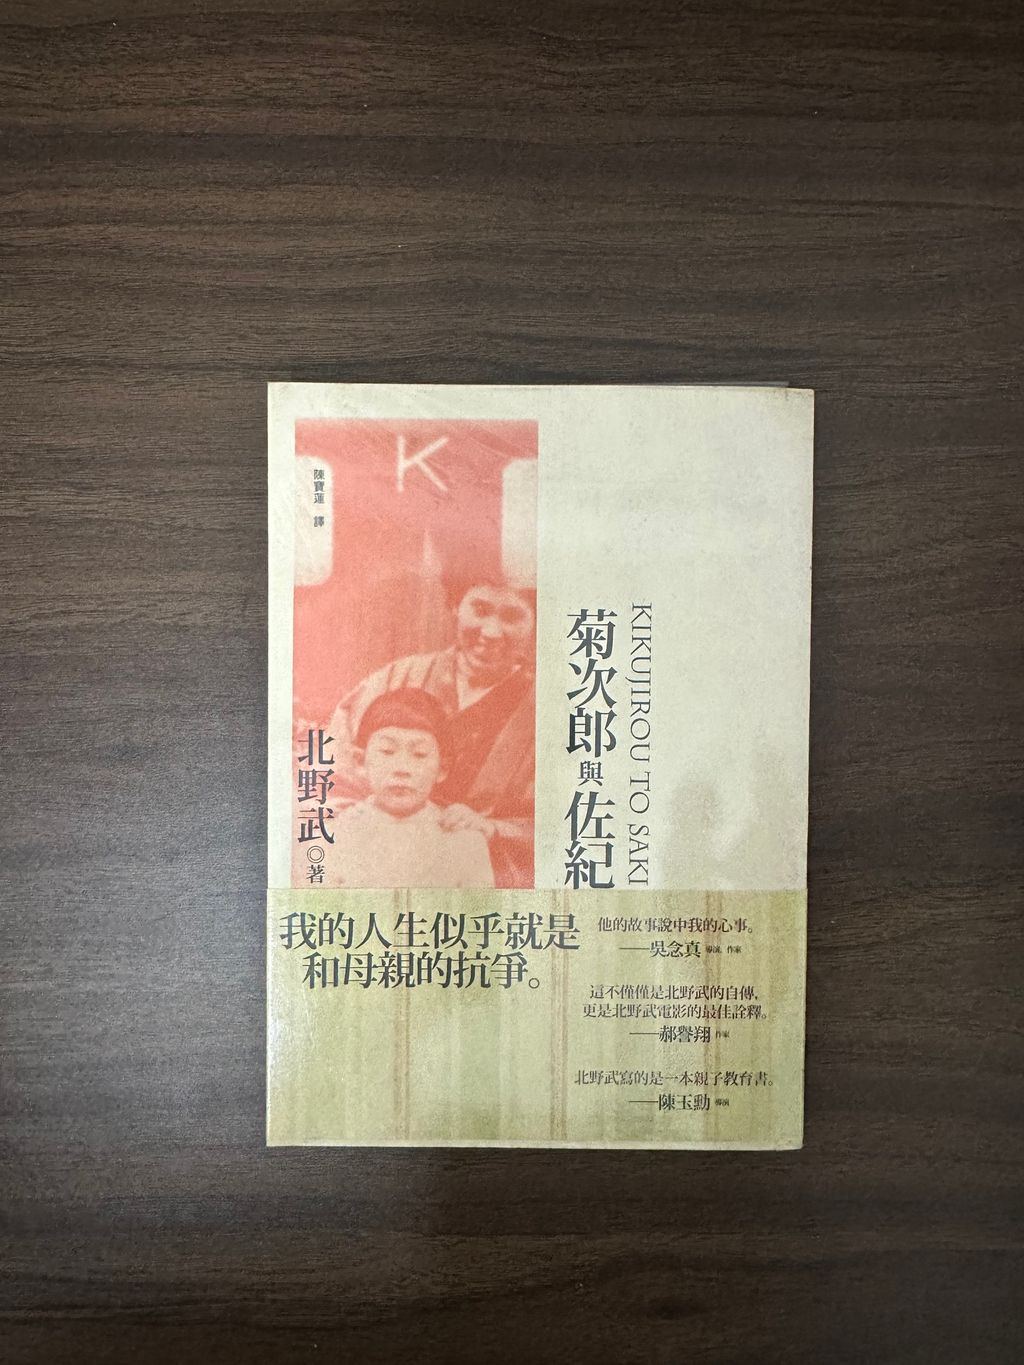 K
陳寶蓮 譯
北野武◎著
菊次郎與佐紀
KIKUJIROU TO SAKI
我的人生似乎就是
和母親的抗爭。
他的故事說中我的心事。
——吳念真 導演、作家
這不僅僅是北野武的自傳,
更是北野武電影的最佳詮釋。
——郝譽翔 作家
北野武寫的是一本親子教育書。
——陳玉勳 導演